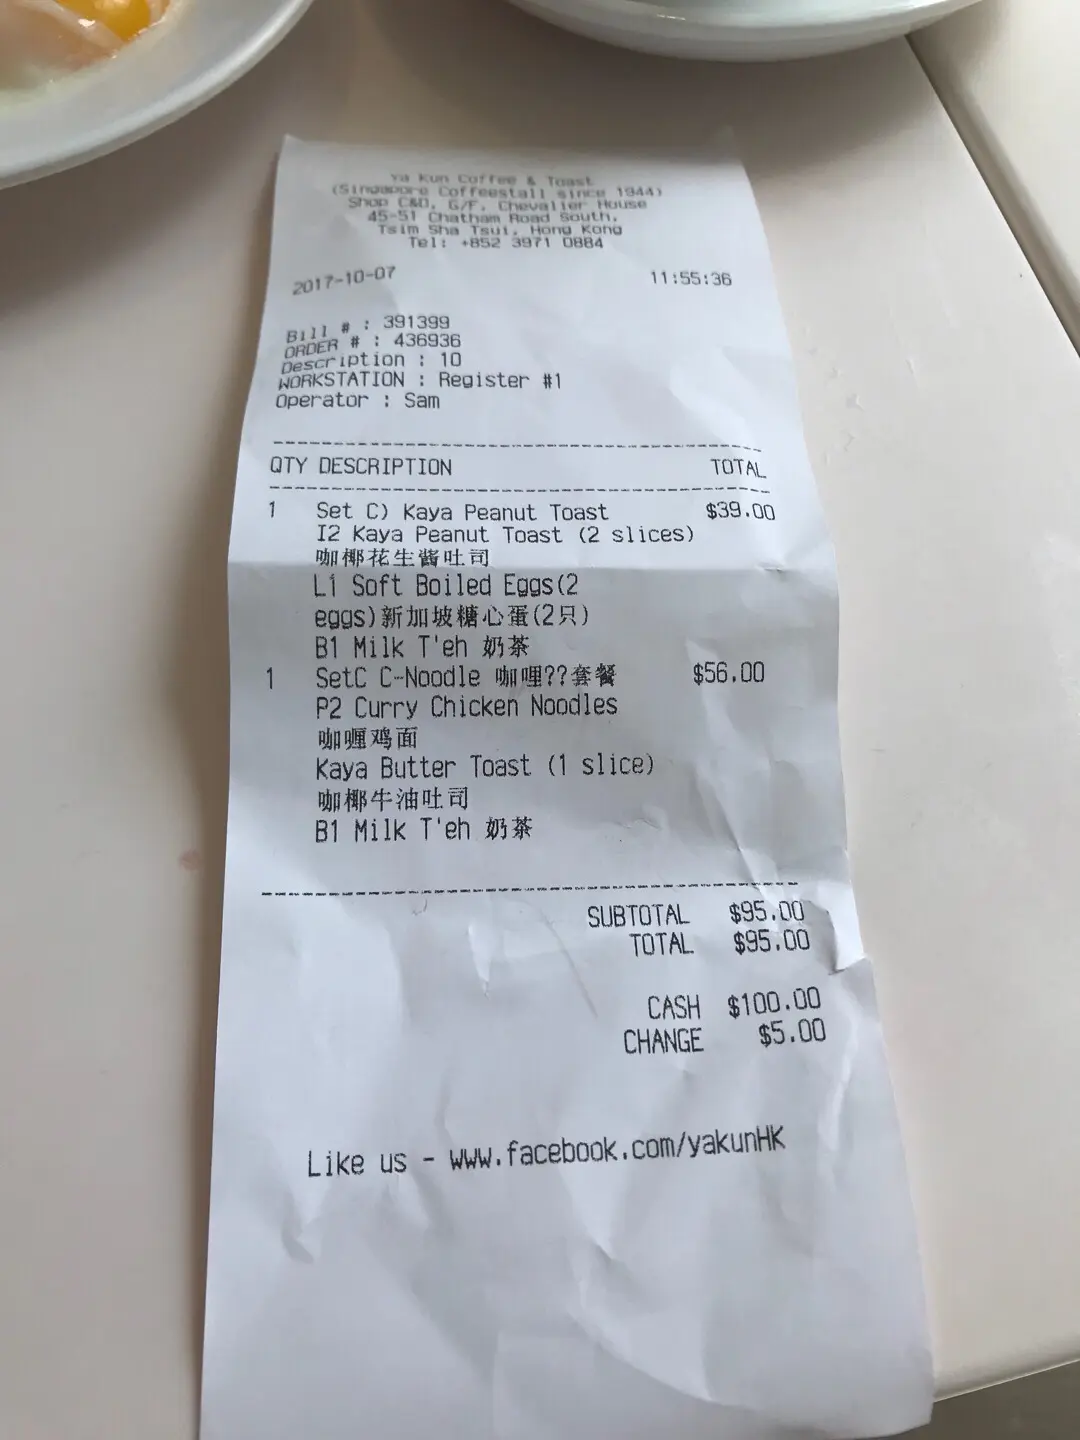 Ya Kun Coffee & Toast
(Singapore Coffeestall since 1944)
Shop C&D, G/F, Chevalier House
45-51 Chatham Road South,
Tsim Sha Tsui, Hong Kong
Tel: +852 3971 0884
2017-10-07 11:55:36
Bill # : 391399
ORDER # : 436936
Description : 10
WORKSTATION : Register #1
Operator : Sam
QTY DESCRIPTION TOTAL
1 Set C) Kaya Peanut Toast $39.00
I2 Kaya Peanut Toast (2 slices)
咖椰花生酱吐司
L1 Soft Boiled Eggs(2
eggs)新加坡糖心蛋(2只)
B1 Milk T'eh 奶茶
1 SetC C-Noodle 咖哩??套餐 $56.00
P2 Curry Chicken Noodles
咖喱鸡面
Kaya Butter Toast (1 slice)
咖椰牛油吐司
B1 Milk T'eh 奶茶
SUBTOTAL $95.00
TOTAL $95.00
CASH $100.00
CHANGE $5.00
Like us - www.facebook.com/yakunHK